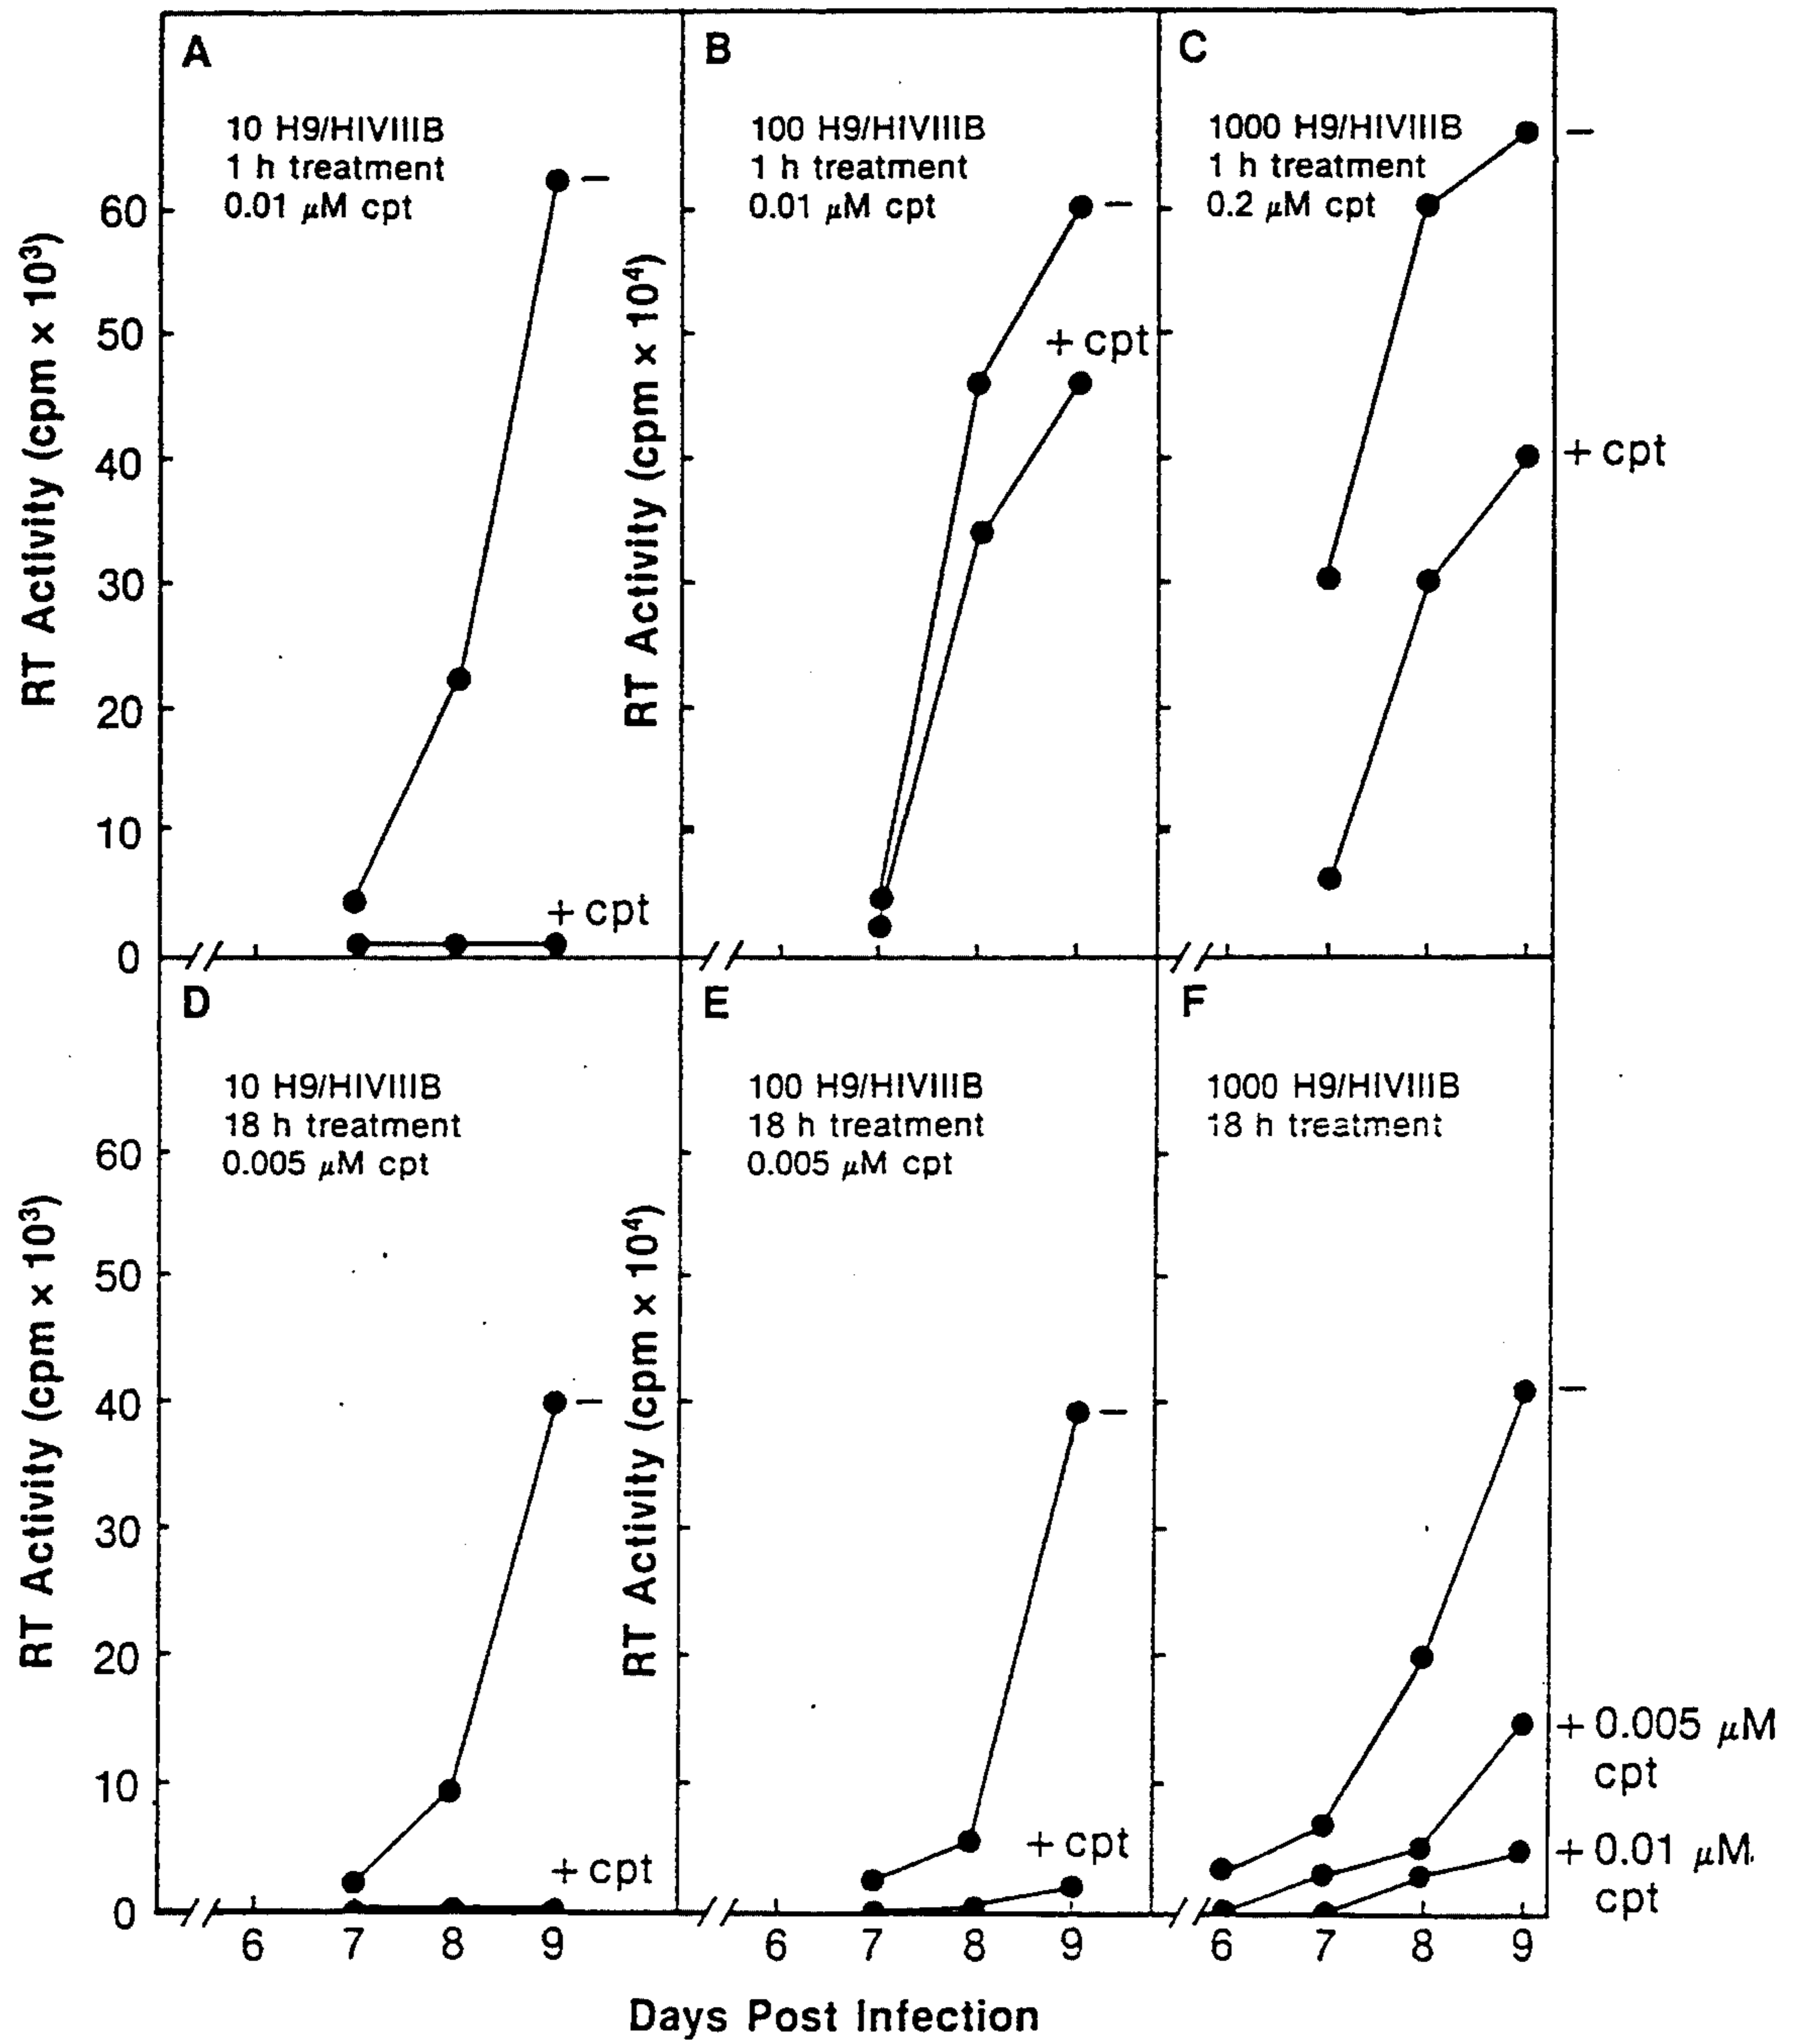 A
10 H9/HIVIIIB
1 h treatment
0.01 μM cpt
60
50
40
30
20
10
0
RT Activity (cpm × 10³)
−
+ cpt
B
100 H9/HIVIIIB
1 h treatment
0.01 μM cpt
RT Activity (cpm × 10⁴)
−
+ cpt
C
1000 H9/HIVIIIB
1 h treatment
0.2 μM cpt
−
+ cpt
D
10 H9/HIVIIIB
18 h treatment
0.005 μM cpt
60
50
40
30
20
10
0
RT Activity (cpm × 10³)
−
+ cpt
6 7 8 9
E
100 H9/HIVIIIB
18 h treatment
0.005 μM cpt
RT Activity (cpm × 10⁴)
−
+ cpt
6 7 8 9
F
1000 H9/HIVIIIB
18 h treatment
−
+ 0.005 μM
cpt
+ 0.01 μM
cpt
6 7 8 9
Days Post Infection